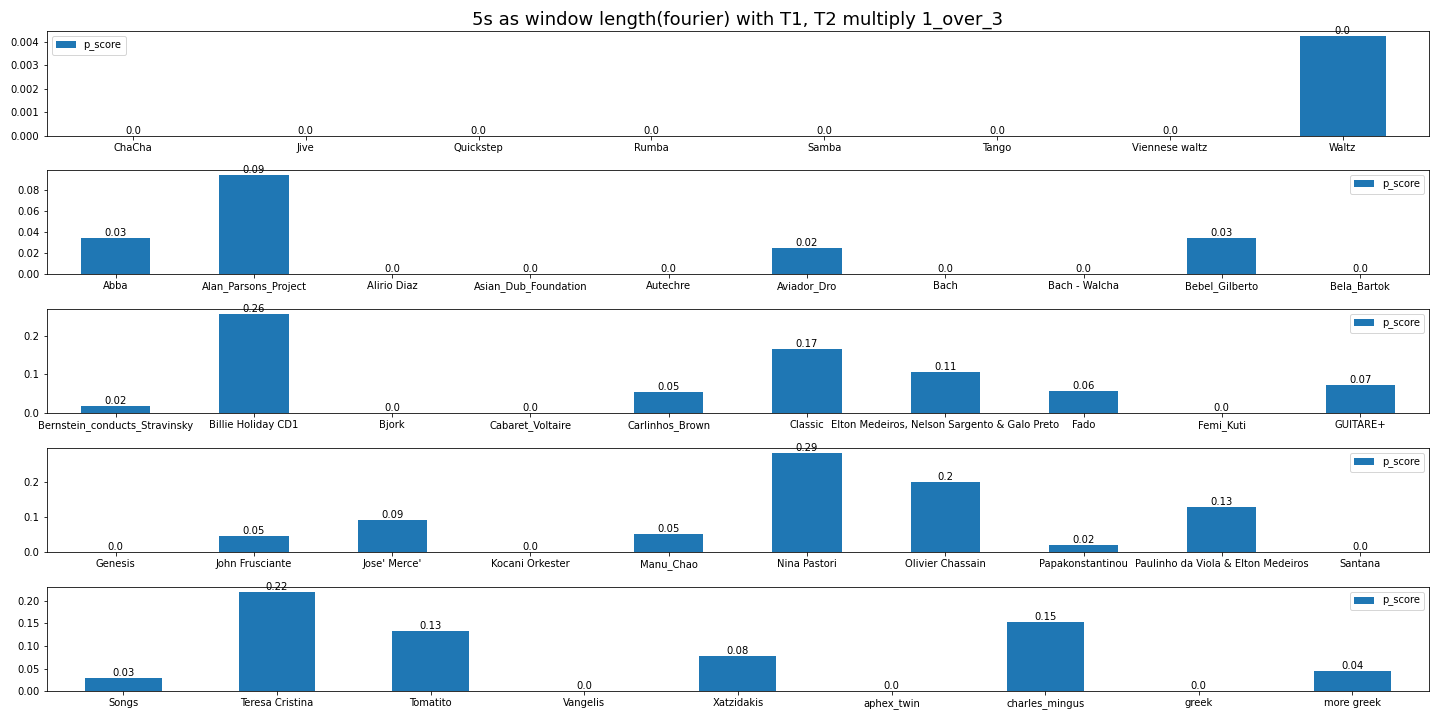 5s as window length(fourier) with T1, T2 multiply 1_over_3
0.004
0.003
0.002
0.001
0.000
p_score
0.0 0.0 0.0 0.0 0.0 0.0 0.0 0.0
ChaCha Jive Quickstep Rumba Samba Tango Viennese waltz Waltz
0.08
0.06
0.04
0.02
0.00
p_score
0.03 0.09 0.0 0.0 0.0 0.02 0.0 0.0 0.03 0.0
Abba Alan_Parsons_Project Alirio Diaz Asian_Dub_Foundation Autechre Aviador_Dro Bach Bach - Walcha Bebel_Gilberto Bela_Bartok
0.2
0.1
0.0
p_score
0.02 0.26 0.0 0.0 0.05 0.17 0.11 0.06 0.0 0.07
Bernstein_conducts_Stravinsky Billie Holiday CD1 Bjork Cabaret_Voltaire Carlinhos_Brown Classic Elton Medeiros, Nelson Sargento & Galo Preto Fado Femi_Kuti GUITARE+
0.2
0.1
0.0
p_score
0.0 0.05 0.09 0.0 0.05 0.29 0.2 0.02 0.13 0.0
Genesis John Frusciante Jose' Merce' Kocani Orkester Manu_Chao Nina Pastori Olivier Chassain Papakonstantinou Paulinho da Viola & Elton Medeiros Santana
0.20
0.15
0.10
0.05
0.00
p_score
0.03 0.22 0.13 0.0 0.08 0.0 0.15 0.0 0.04
Songs Teresa Cristina Tomatito Vangelis Xatzidakis aphex_twin charles_mingus greek more greek